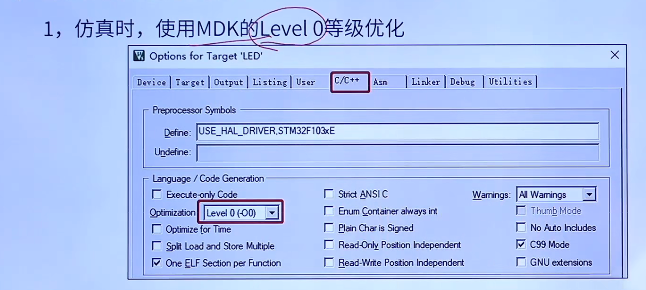 1，仿真时，使用MDK的Level 0等级优化
Options for Target 'LED'
Device Target Output Listing User C/C++ Asm Linker Debug Utilities
Preprocessor Symbols
Define: USE_HAL_DRIVER,STM32F103xE
Undefine:
Language / Code Generation
Execute-only Code Strict ANSI C Warnings: All Warnings
Optimization Level 0 (-O0) Enum Container always int Thumb Mode
Optimize for Time Plain Char is Signed No Auto Includes
Split Load and Store Multiple Read-Only Position Independent C99 Mode
One ELF Section per Function Read-Write Position Independent GNU extensions